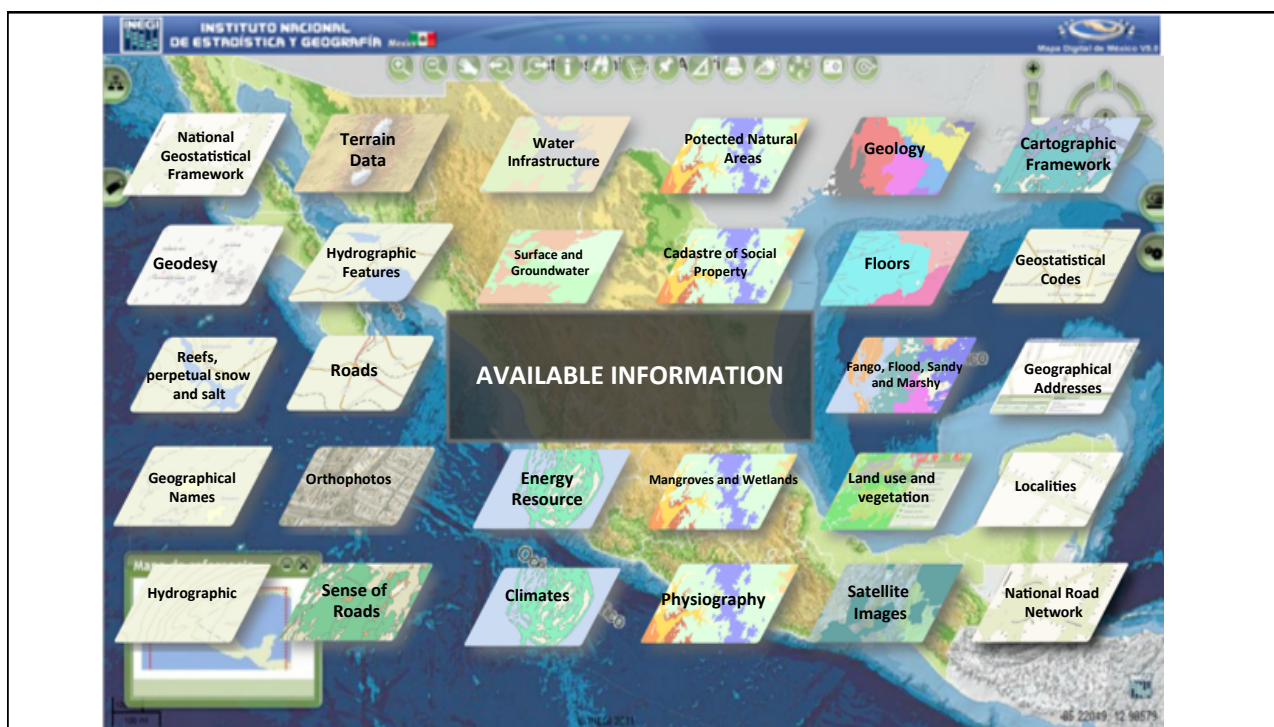 INEGI
INSTITUTO NACIONAL
DE ESTADÍSTICA Y GEOGRAFÍA
Mapa Digital de México V5.0
National
Geostatistical
Framework
Terrain
Data
Water
Infrastructure
Potected Natural
Areas
Geology
Cartographic
Framework
Geodesy
Hydrographic
Features
Surface and
Groundwater
Cadastre of Social
Property
Floors
Geostatistical
Codes
Reefs,
perpetual snow
and salt
Roads
AVAILABLE INFORMATION
Fango, Flood, Sandy
and Marshy
Geographical
Addresses
Geographical
Names
Orthophotos
Energy
Resource
Mangroves and Wetlands
Land use and
vegetation
Localities
Hydrographic
Sense of
Roads
Climates
Physiography
Satellite
Images
National Road
Network